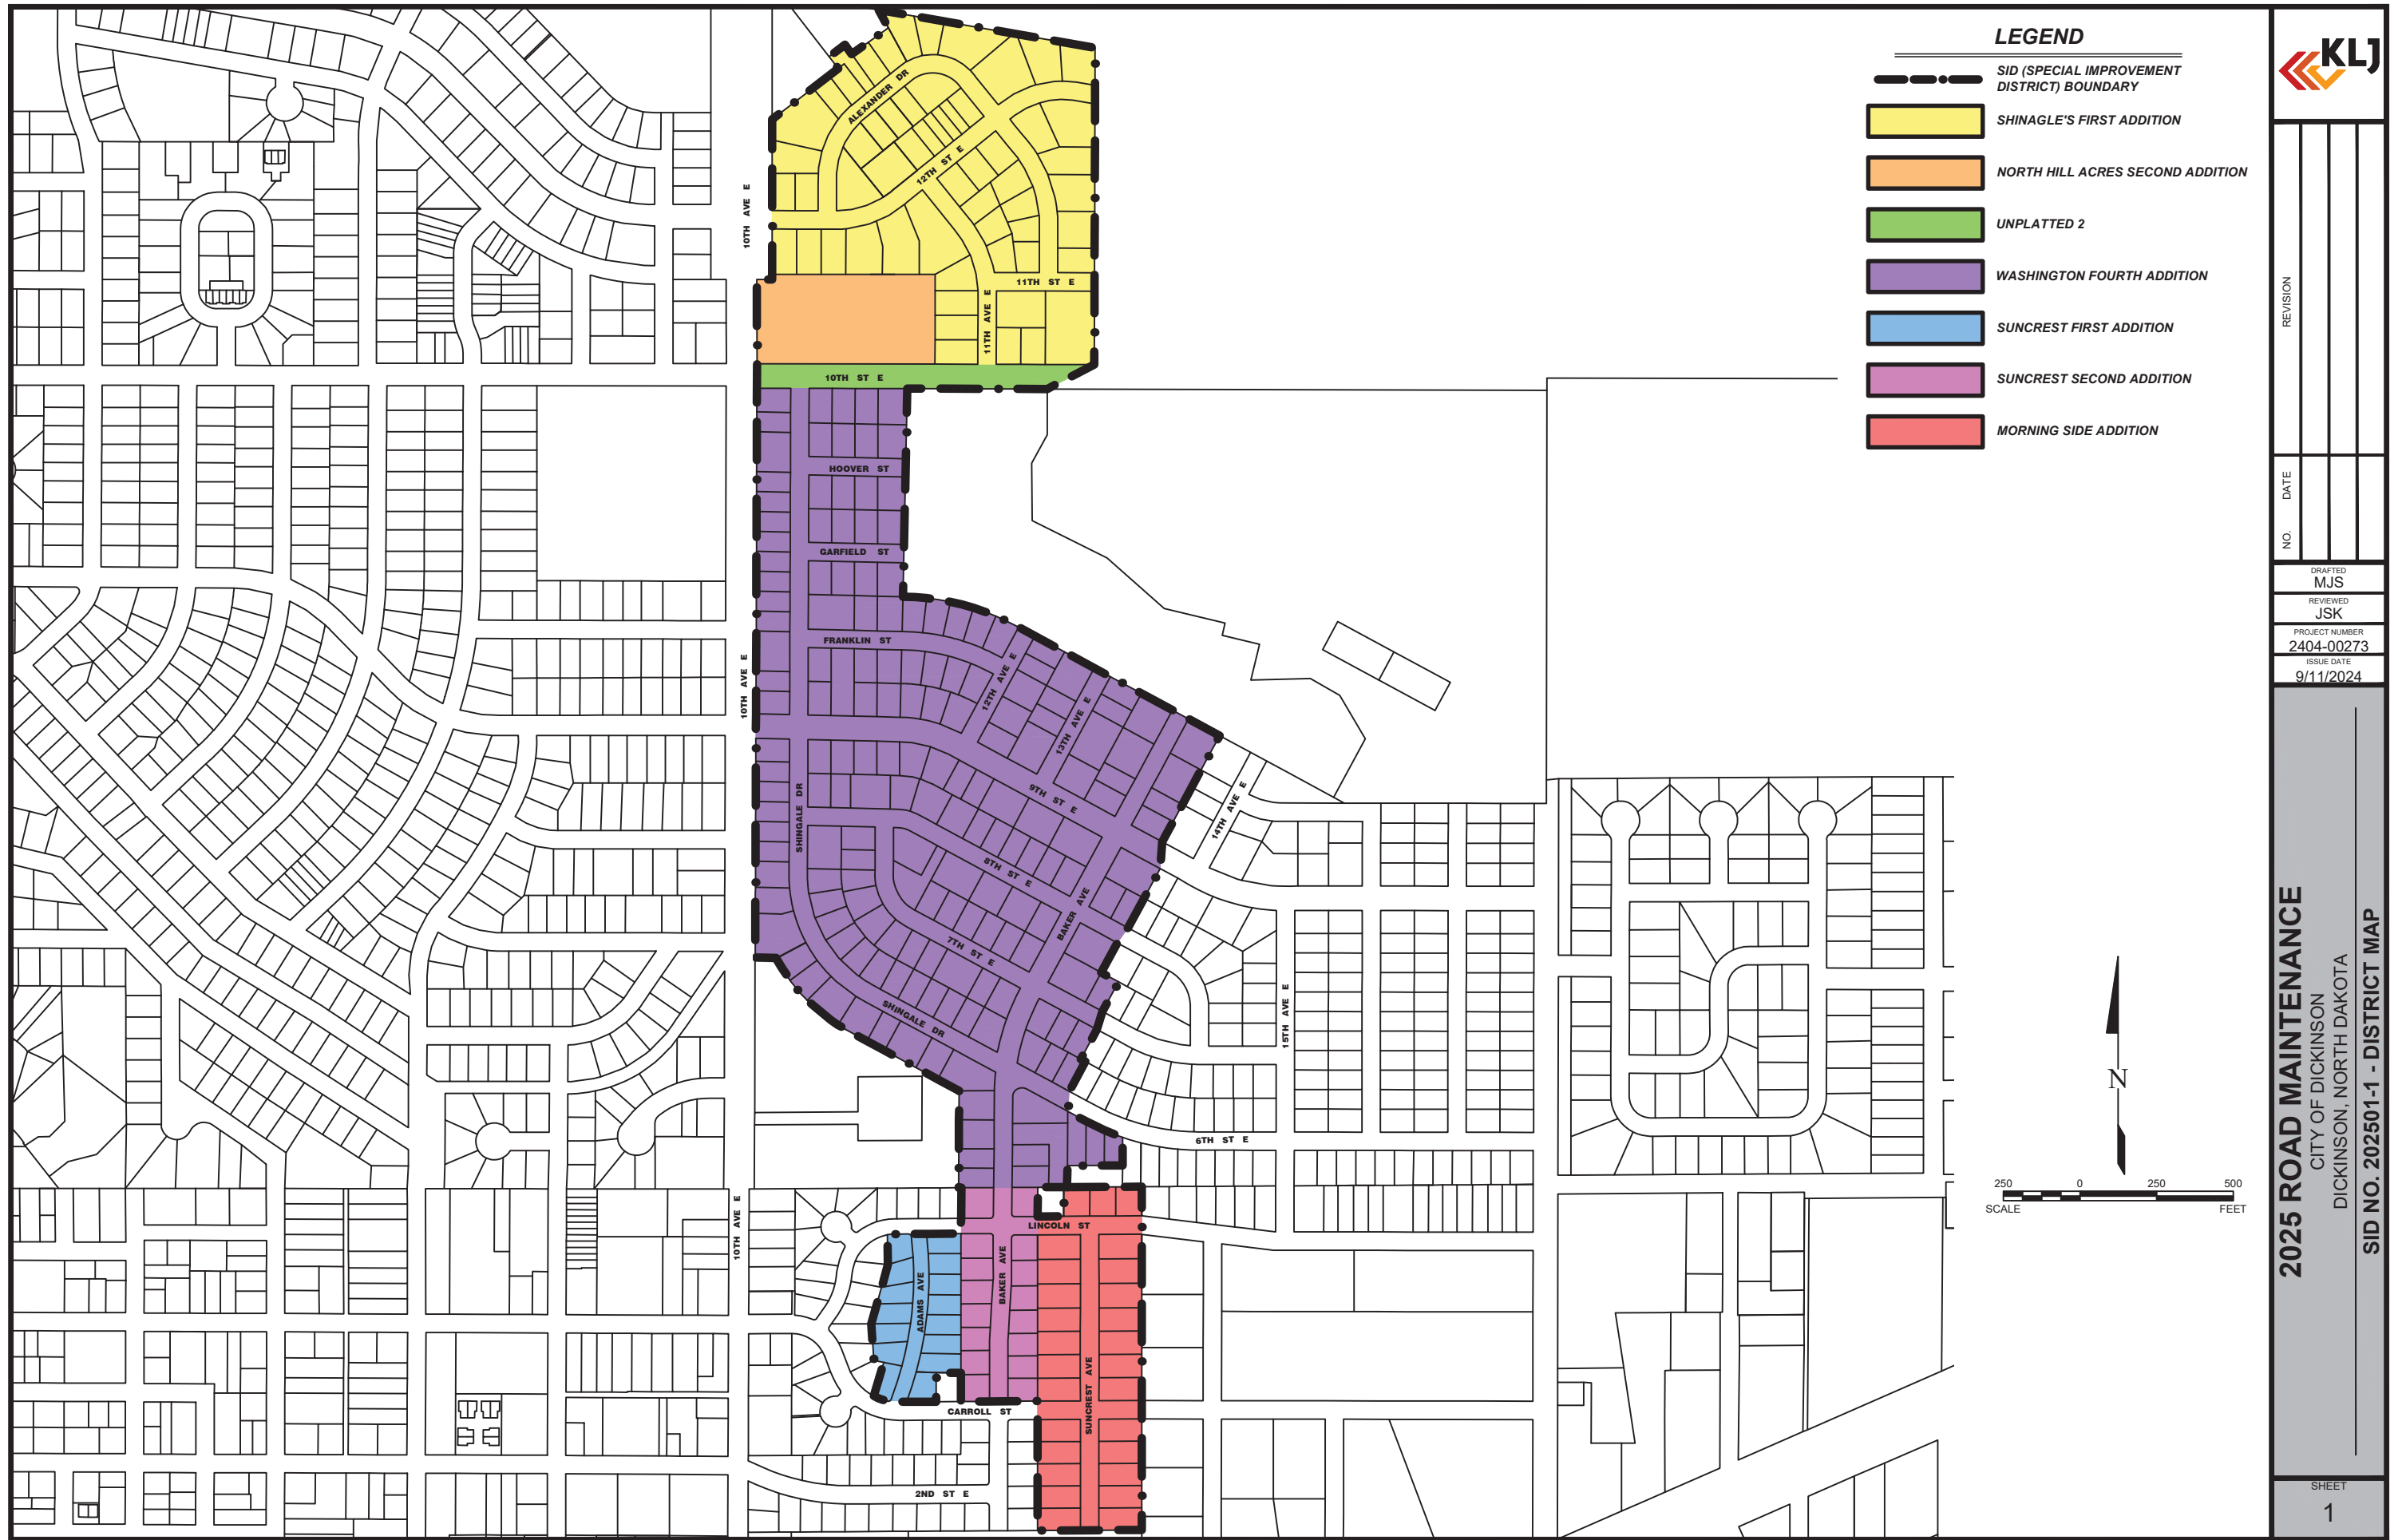 LEGEND
SID (SPECIAL IMPROVEMENT
DISTRICT) BOUNDARY
SHINAGLE'S FIRST ADDITION
NORTH HILL ACRES SECOND ADDITION
UNPLATTED 2
WASHINGTON FOURTH ADDITION
SUNCREST FIRST ADDITION
SUNCREST SECOND ADDITION
MORNING SIDE ADDITION
ALEXANDER DR
12TH ST E
10TH AVE E
11TH ST E
11TH AVE E
10TH ST E
HOOVER ST
GARFIELD ST
FRANKLIN ST
10TH AVE E
12TH AVE E
13TH AVE E
9TH ST E
14TH AVE E
SHINGALE DR
8TH ST E
BAKER AVE
7TH ST E
SHINGALE DR
15TH AVE E
6TH ST E
10TH AVE E
LINCOLN ST
BAKER AVE
ADAMS AVE
SUNCREST AVE
CARROLL ST
2ND ST E
N
250 0 250 500
SCALE FEET
KLJ
REVISION
DATE
NO.
DRAFTED
MJS
REVIEWED
JSK
PROJECT NUMBER
2404-00273
ISSUE DATE
9/11/2024
2025 ROAD MAINTENANCE
CITY OF DICKINSON
DICKINSON, NORTH DAKOTA
SID NO. 202501-1 - DISTRICT MAP
SHEET
1